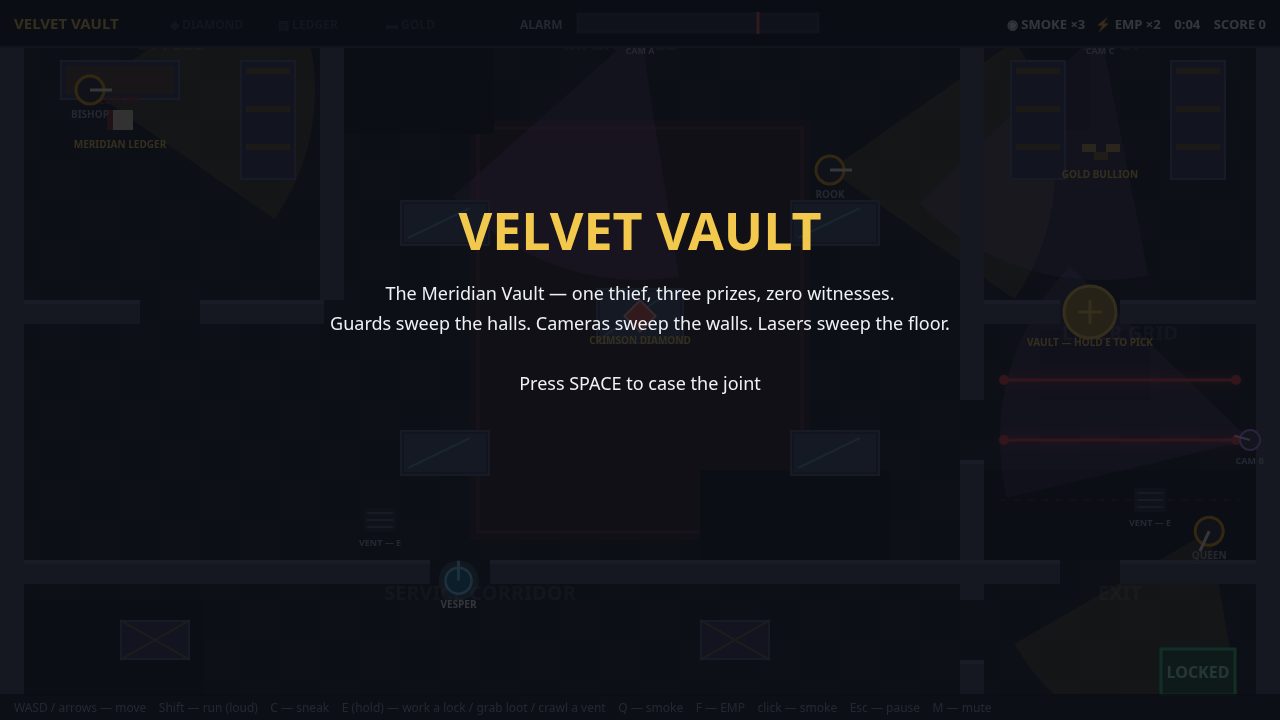 VELVET VAULT
DIAMOND
LEDGER
GOLD
ALARM
SMOKE ×3
EMP ×2
0:04
SCORE 0
CAM A
CAM C
BISHOP
MERIDIAN LEDGER
ROOK
GOLD BULLION
VELVET VAULT
The Meridian Vault — one thief, three prizes, zero witnesses.
Guards sweep the halls. Cameras sweep the walls. Lasers sweep the floor.
CRIMSON DIAMOND
GRID
VAULT — HOLD E TO PICK
Press SPACE to case the joint
CAM B
VENT — E
VENT — E
QUEEN
SERVICE CORRIDOR
EXIT
VESPER
LOCKED
WASD / arrows — move Shift — run (loud) C — sneak E (hold) — work a lock / grab loot / crawl a vent Q — smoke F — EMP click — smoke Esc — pause M — mute